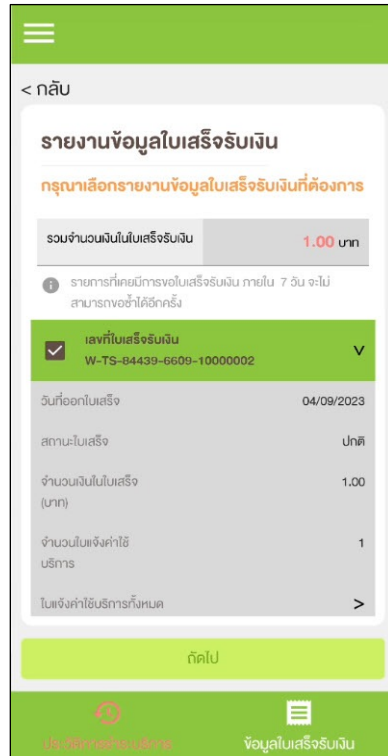 < กลับ
รายงานข้อมูลใบเสร็จรับเงิน
กรุณาเลือกรายงานข้อมูลใบเสร็จรับเงินที่ต้องการ
รวมจำนวนเงินในใบเสร็จรับเงิน 1.00 บาท
รายการที่เคยมีการขอใบเสร็จรับเงิน ภายใน 7 วัน จะไม่
สามารถขอซ้ำได้อีกครั้ง
เลขที่ใบเสร็จรับเงิน
W-TS-84439-6609-10000002
วันที่ออกใบเสร็จ 04/09/2023
สถานะใบเสร็จ ปกติ
จำนวนเงินในใบเสร็จ 1.00
(บาท)
จำนวนใบแจ้งค่าใช้ 1
บริการ
ใบแจ้งค่าใช้บริการทั้งหมด >
ถัดไป
ข้อมูลใบเสร็จรับเงิน